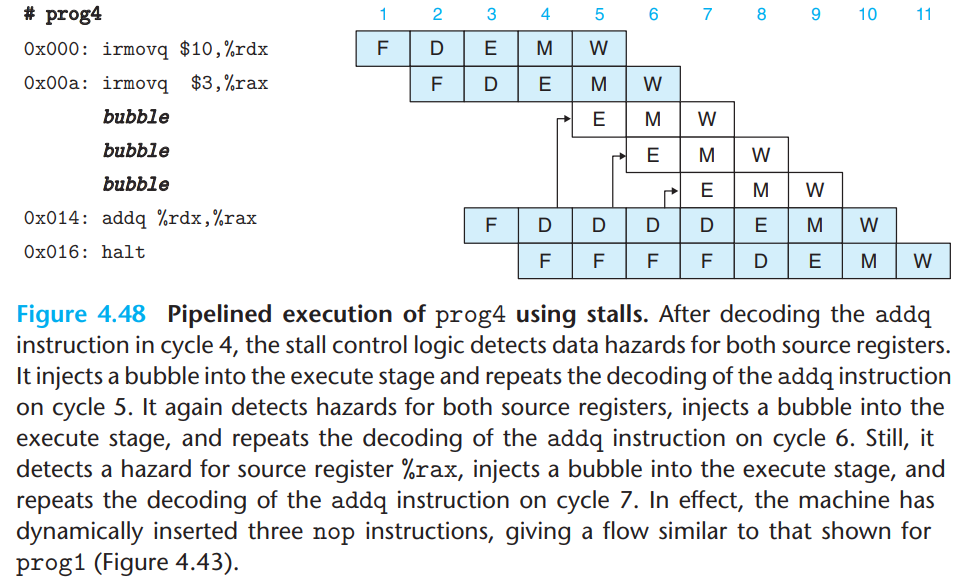 # prog4 1 2 3 4 5 6 7 8 9 10 11
0x000: irmovq $10,%rdx F D E M W
0x00a: irmovq $3,%rax F D E M W
bubble E M W
bubble E M W
bubble E M W
0x014: addq %rdx,%rax F D D D D E M W
0x016: halt F F F F D E M W
Figure 4.48 Pipelined execution of prog4 using stalls. After decoding the addq
instruction in cycle 4, the stall control logic detects data hazards for both source registers.
It injects a bubble into the execute stage and repeats the decoding of the addq instruction
on cycle 5. It again detects hazards for both source registers, injects a bubble into the
execute stage, and repeats the decoding of the addq instruction on cycle 6. Still, it
detects a hazard for source register %rax, injects a bubble into the execute stage, and
repeats the decoding of the addq instruction on cycle 7. In effect, the machine has
dynamically inserted three nop instructions, giving a flow similar to that shown for
prog1 (Figure 4.43).